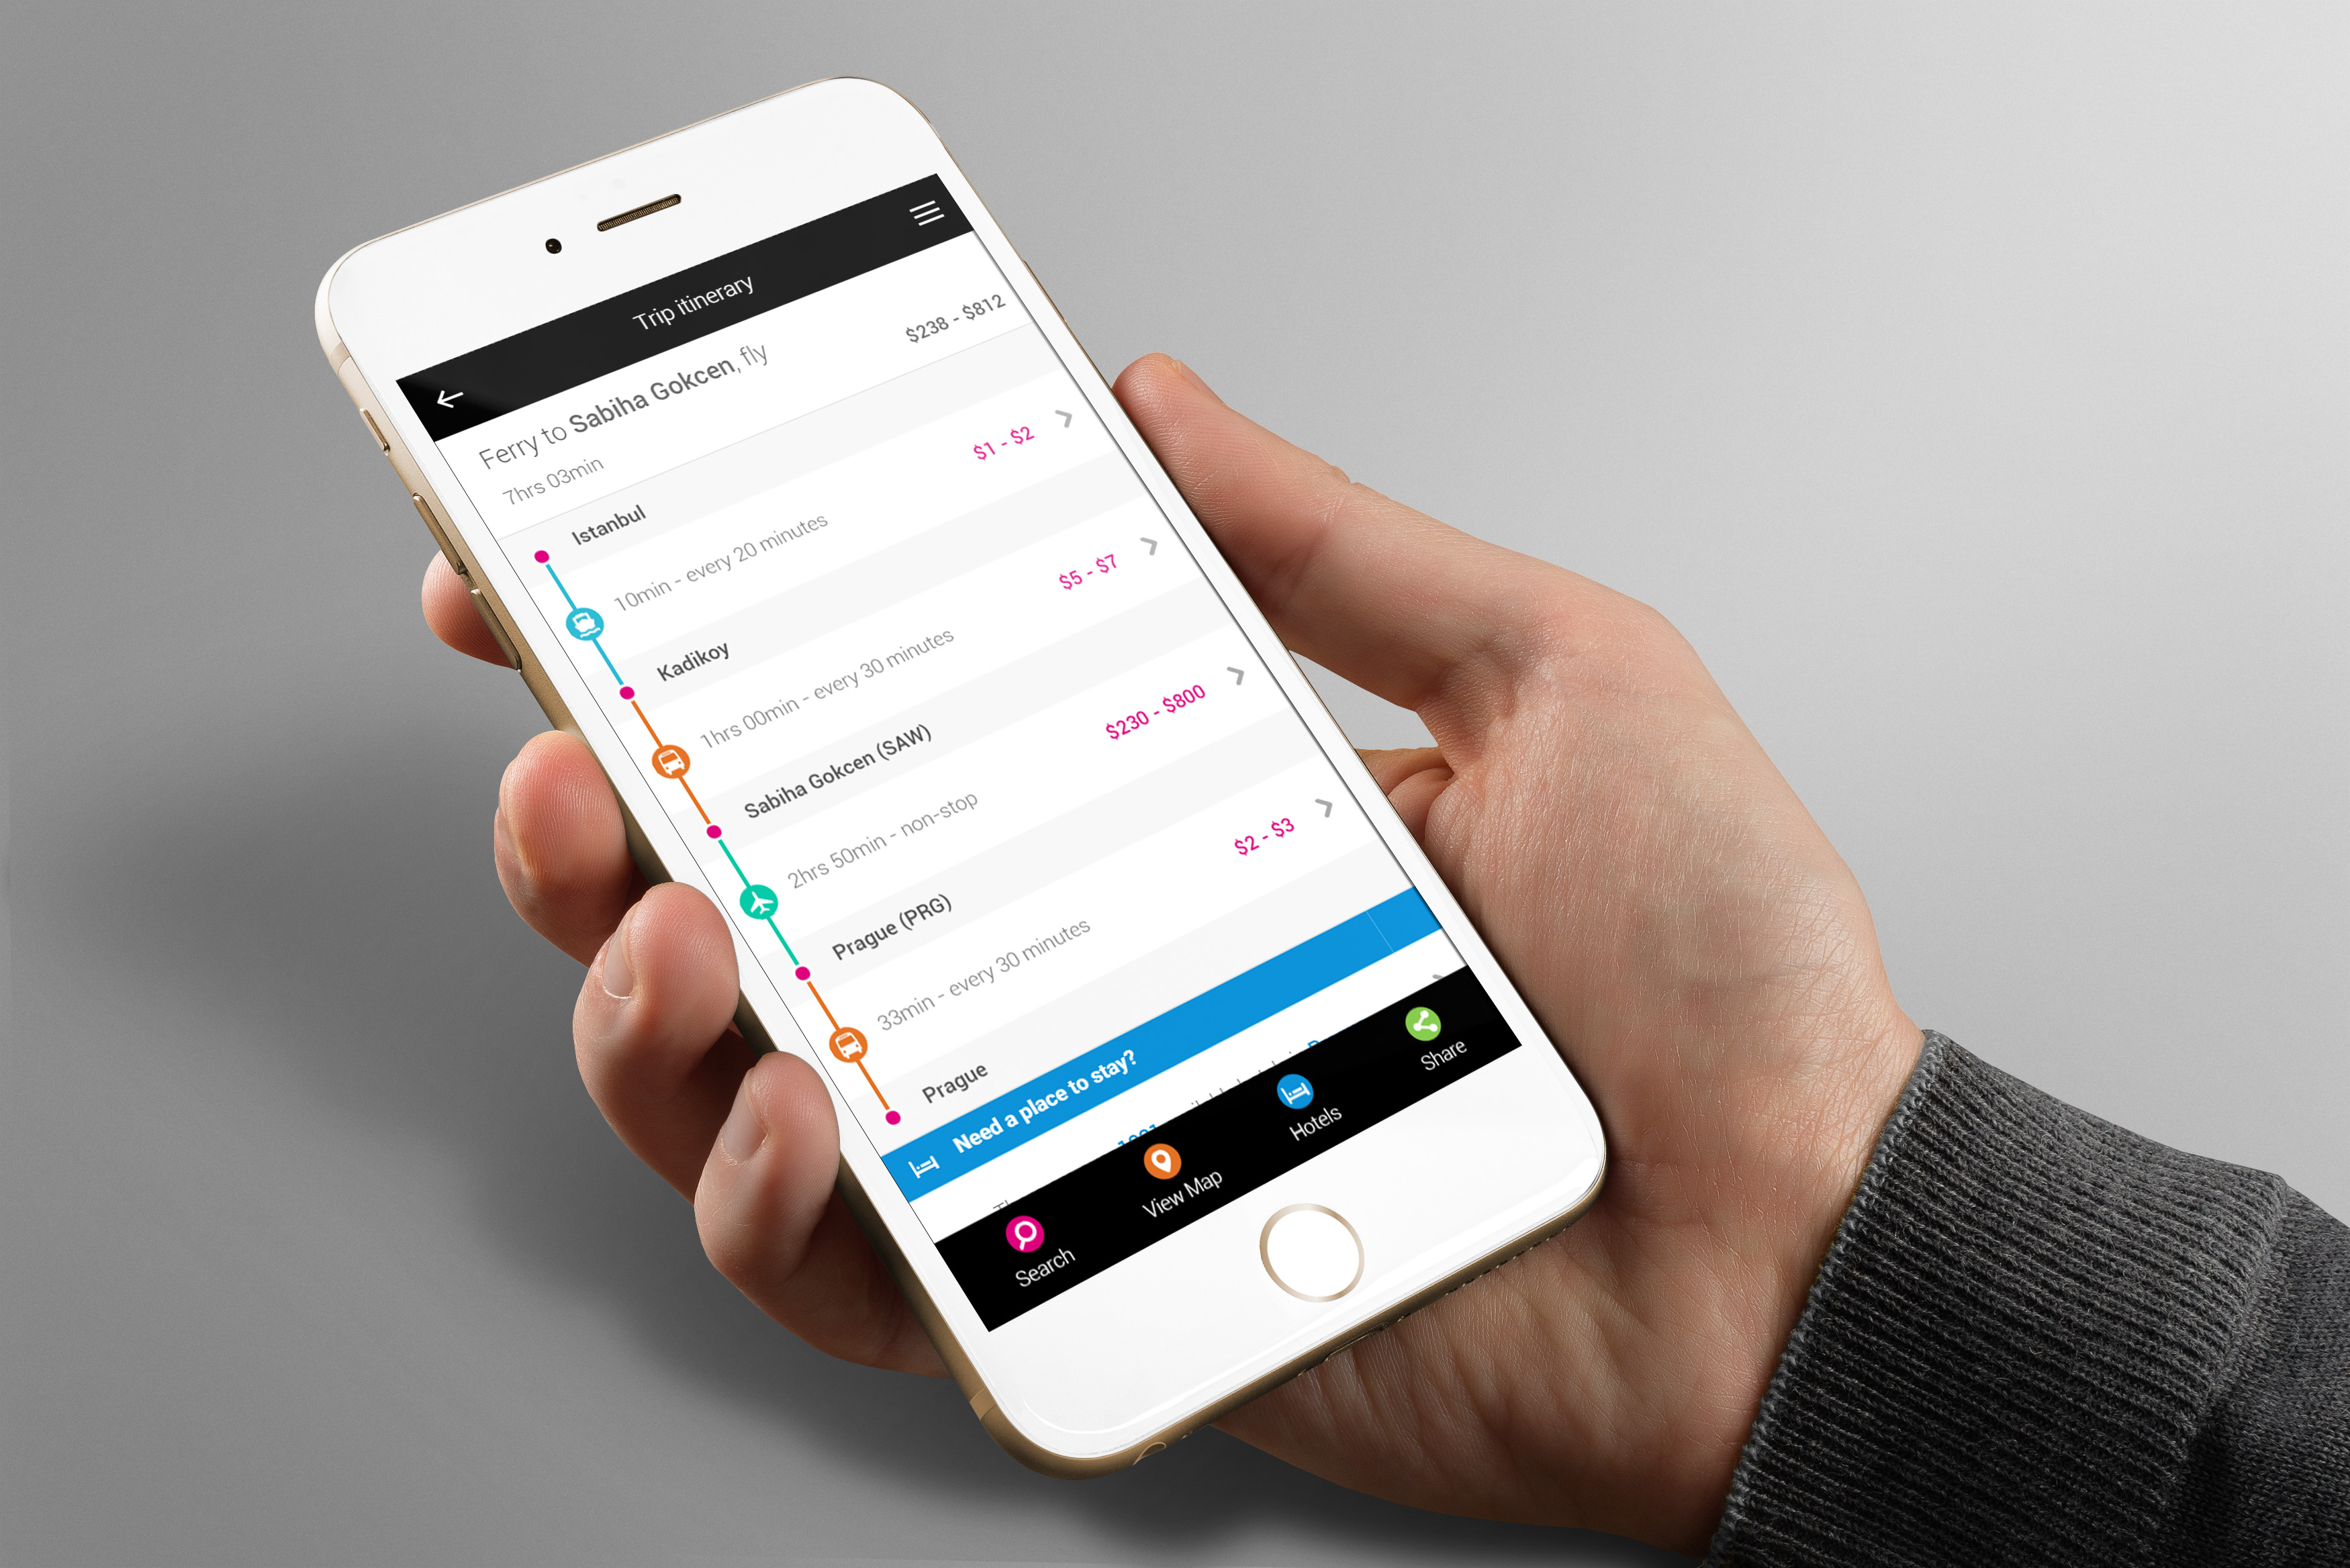 Trip itinerary
Ferry to Sabiha Gokcen, fly
$238 - $812
7hrs 03min
Istanbul
10min - every 20 minutes
$1 - $2
Kadikoy
1hrs 00min - every 30 minutes
$5 - $7
Sabiha Gokcen (SAW)
2hrs 50min - non-stop
$230 - $800
Prague (PRG)
33min - every 30 minutes
$2 - $3
Prague
Need a place to stay?
Search
View Map
Hotels
Share